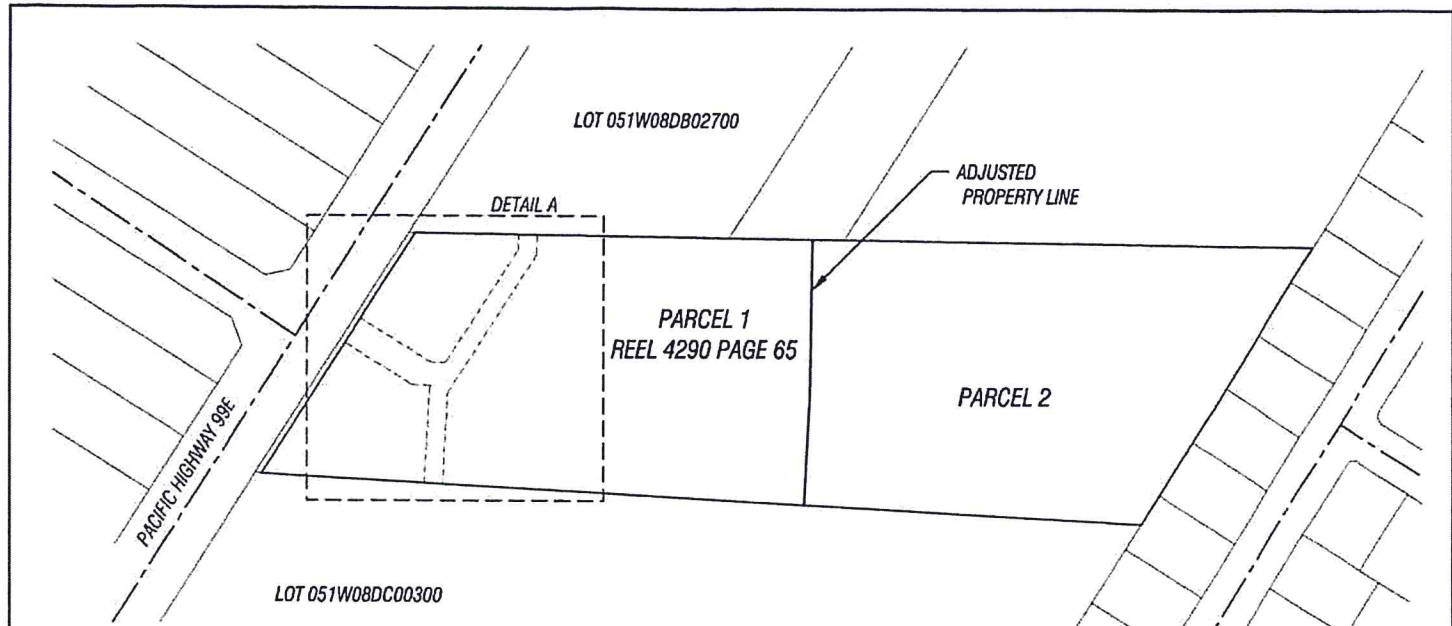 LOT 051W08DB02700
ADJUSTED
PROPERTY LINE
DETAIL A
PARCEL 1
REEL 4290 PAGE 65
PARCEL 2
PACIFIC HIGHWAY 99E
LOT 051W08DC00300